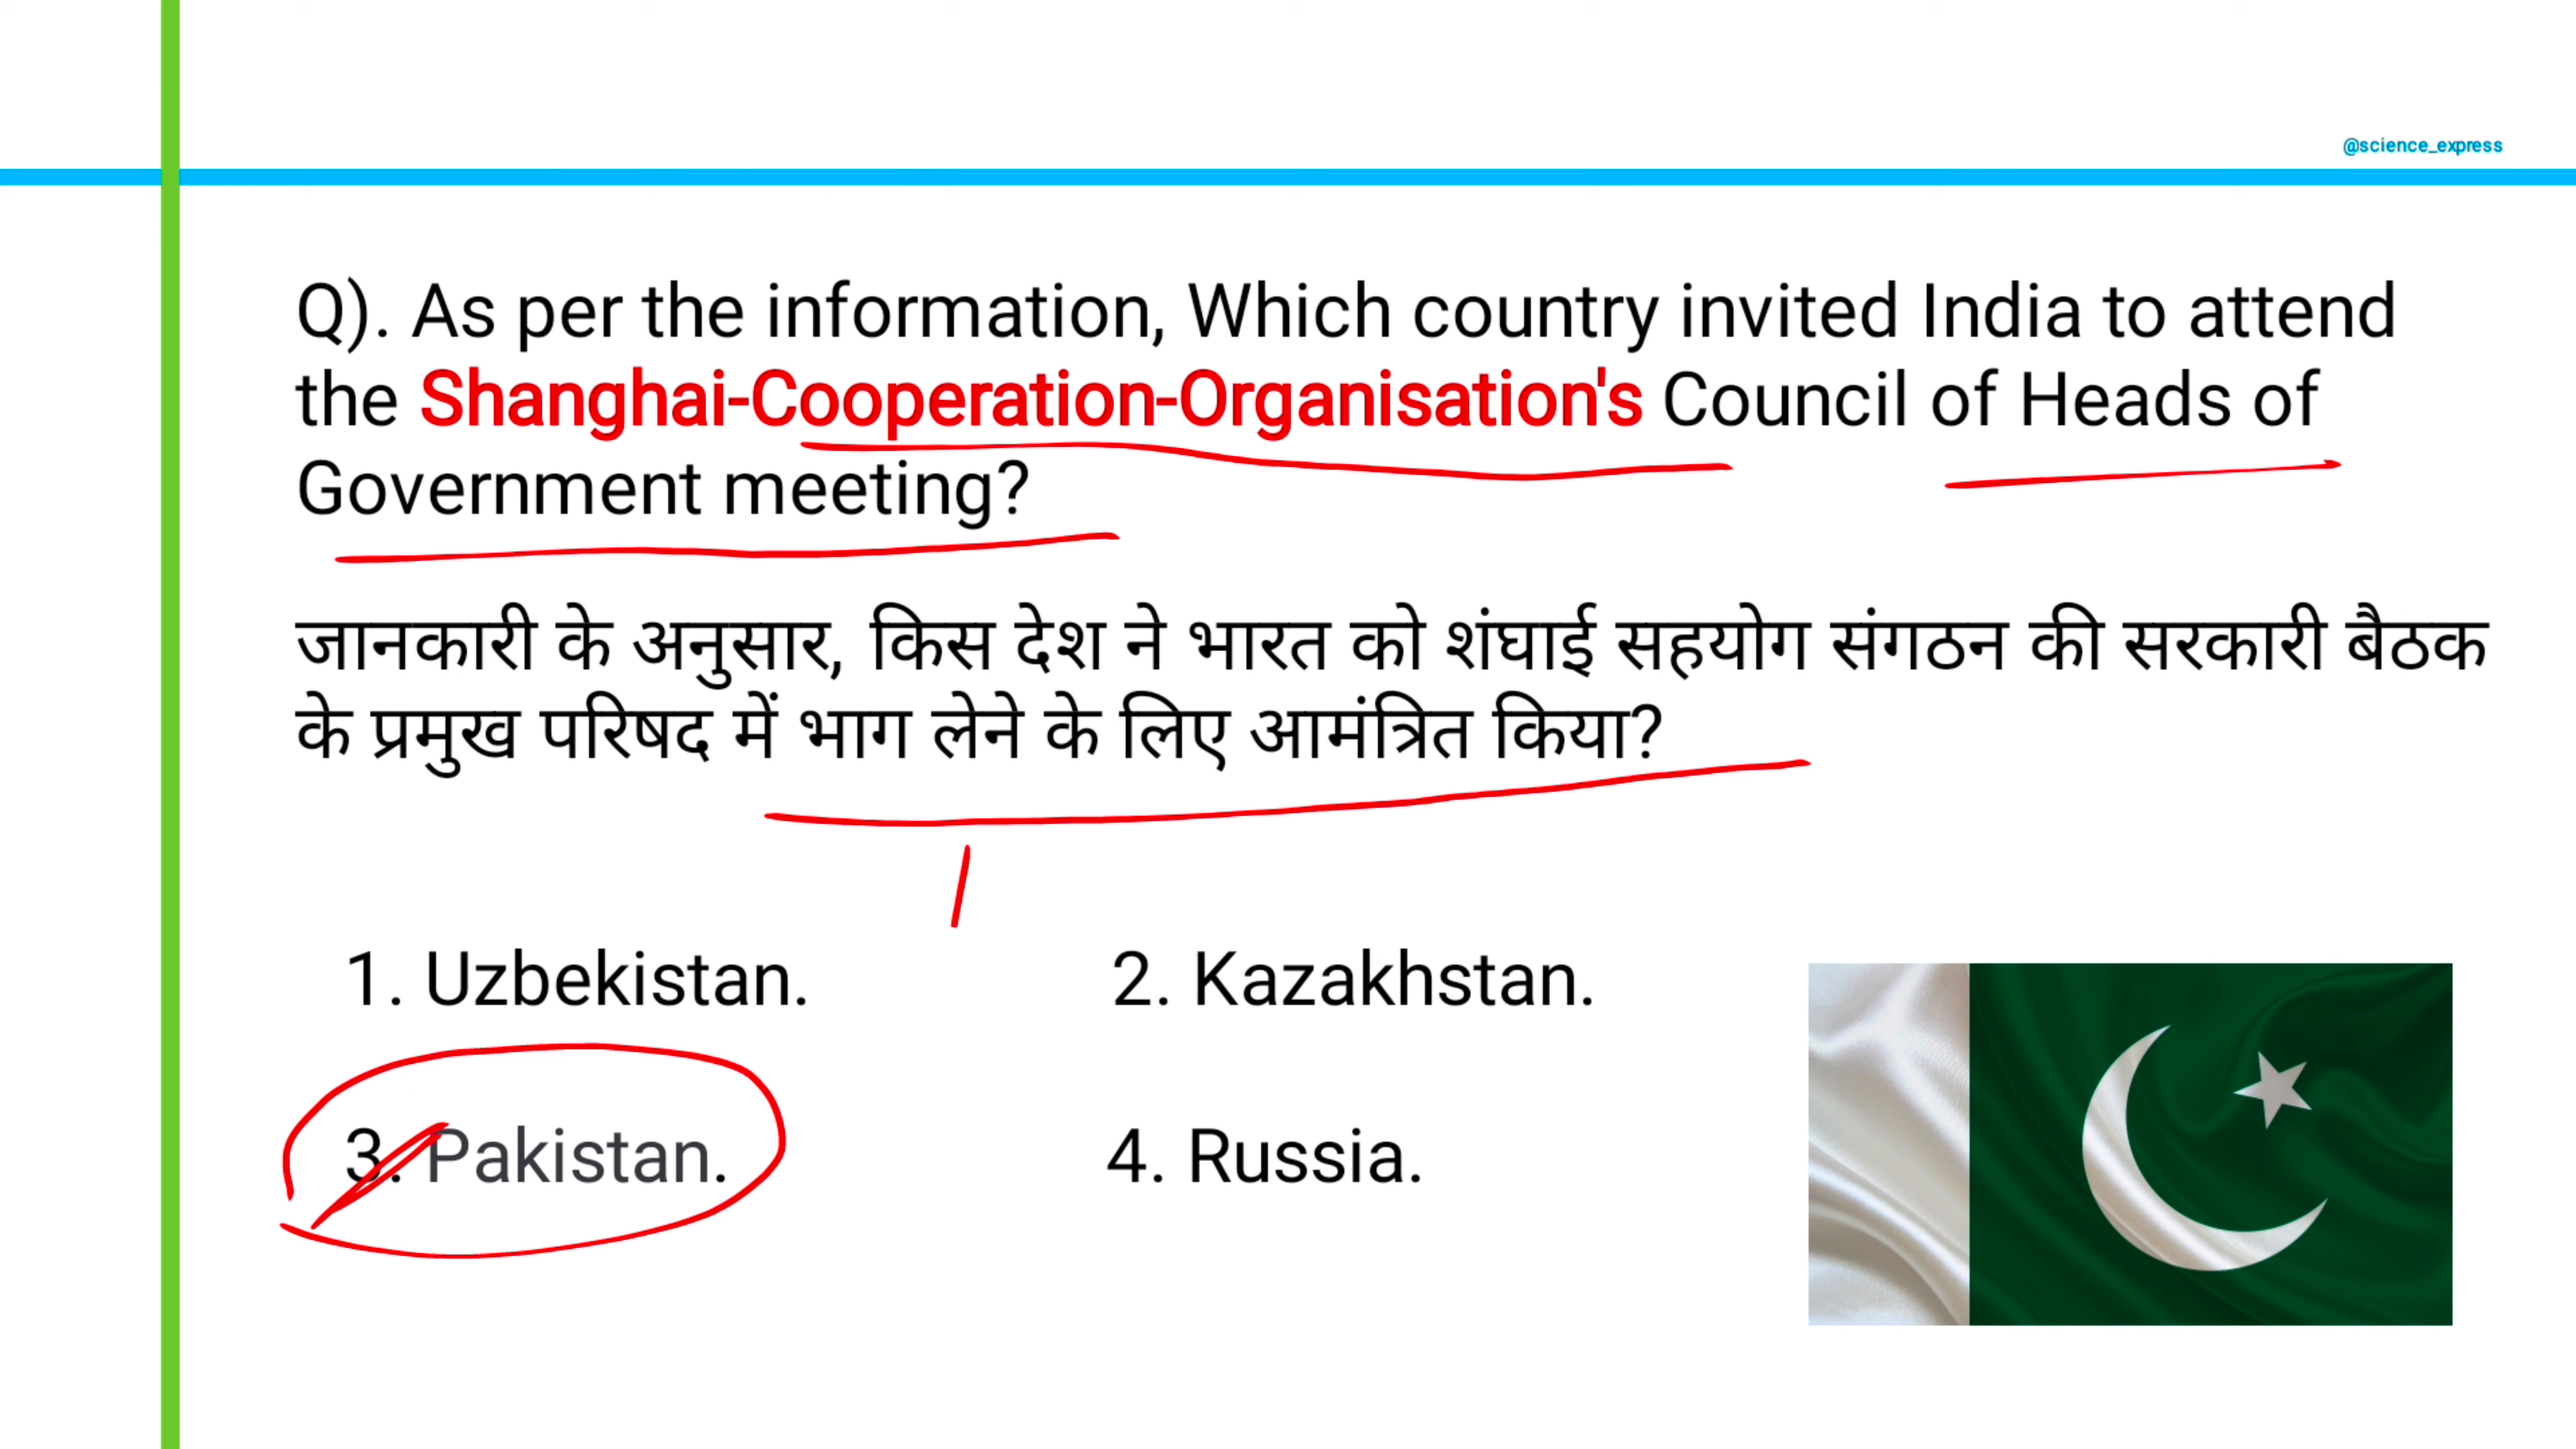 @science_express
Q). As per the information, Which country invited India to attend
the Shanghai-Cooperation-Organisation's Council of Heads of
Government meeting?
जानकारी के अनुसार, किस देश ने भारत को शंघाई सहयोग संगठन की सरकारी बैठक
के प्रमुख परिषद में भाग लेने के लिए आमंत्रित किया?
1. Uzbekistan.
2. Kazakhstan.
3. Pakistan.
4. Russia.